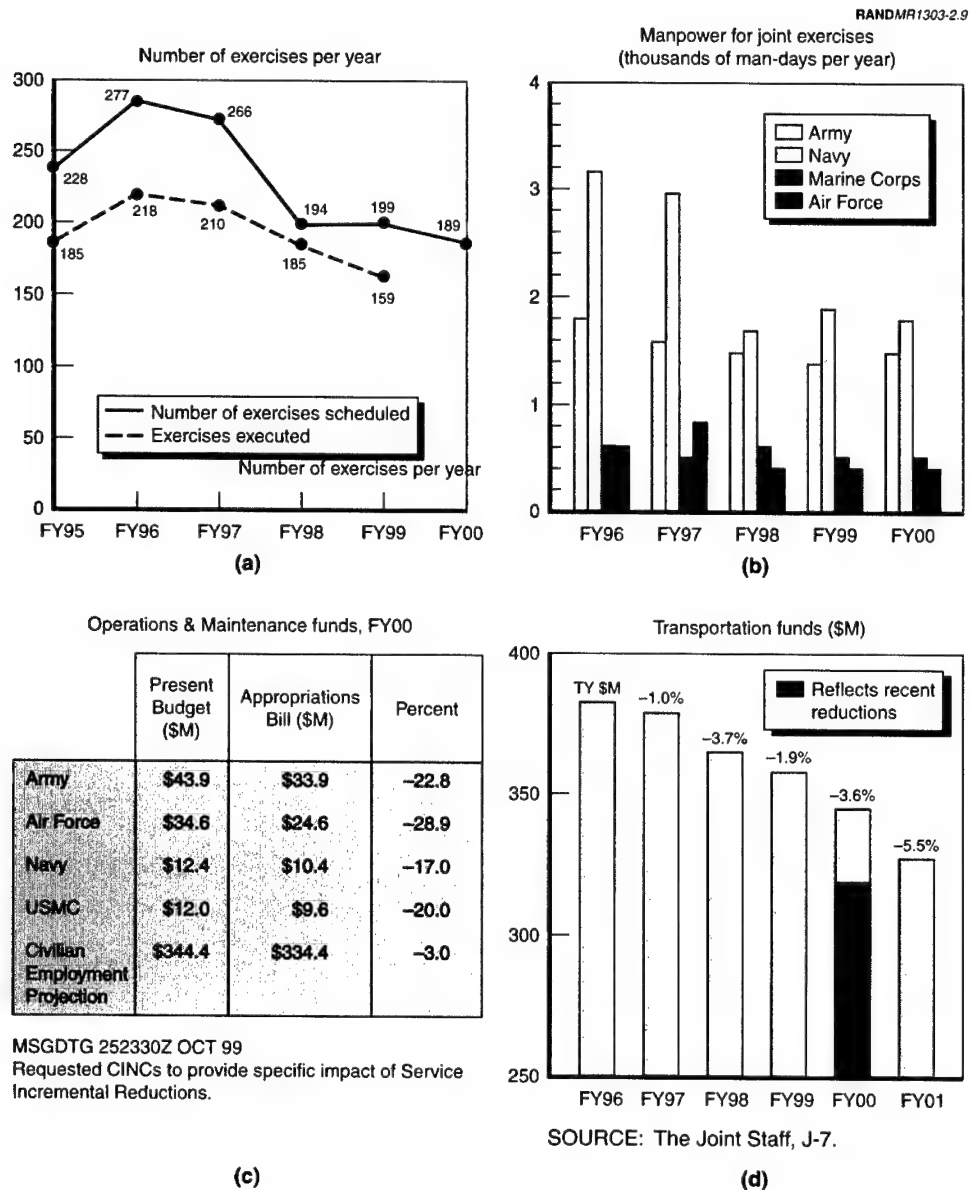 RANDMR1303-2.9
Number of exercises per year
300
250
200
150
100
50
0
277
266
228
218
210
194
199
189
185
185
159
Number of exercises scheduled
Exercises executed
Number of exercises per year
FY95 FY96 FY97 FY98 FY99 FY00
(a)
Manpower for joint exercises
(thousands of man-days per year)
4
3
2
1
0
Army
Navy
Marine Corps
Air Force
FY96 FY97 FY98 FY99 FY00
(b)
Operations & Maintenance funds, FY00
Present Budget ($M) Appropriations Bill ($M) Percent
Army $43.9 $33.9 –22.8
Air Force $34.6 $24.6 –28.9
Navy $12.4 $10.4 –17.0
USMC $12.0 $9.6 –20.0
Civilian $344.4 $334.4 –3.0
Employment
Projection
MSGDTG 252330Z OCT 99
Requested CINCs to provide specific impact of Service
Incremental Reductions.
(c)
Transportation funds ($M)
400
350
300
250
TY $M
–1.0%
–3.7%
–1.9%
–3.6%
–5.5%
Reflects recent
reductions
FY96 FY97 FY98 FY99 FY00 FY01
SOURCE: The Joint Staff, J-7.
(d)